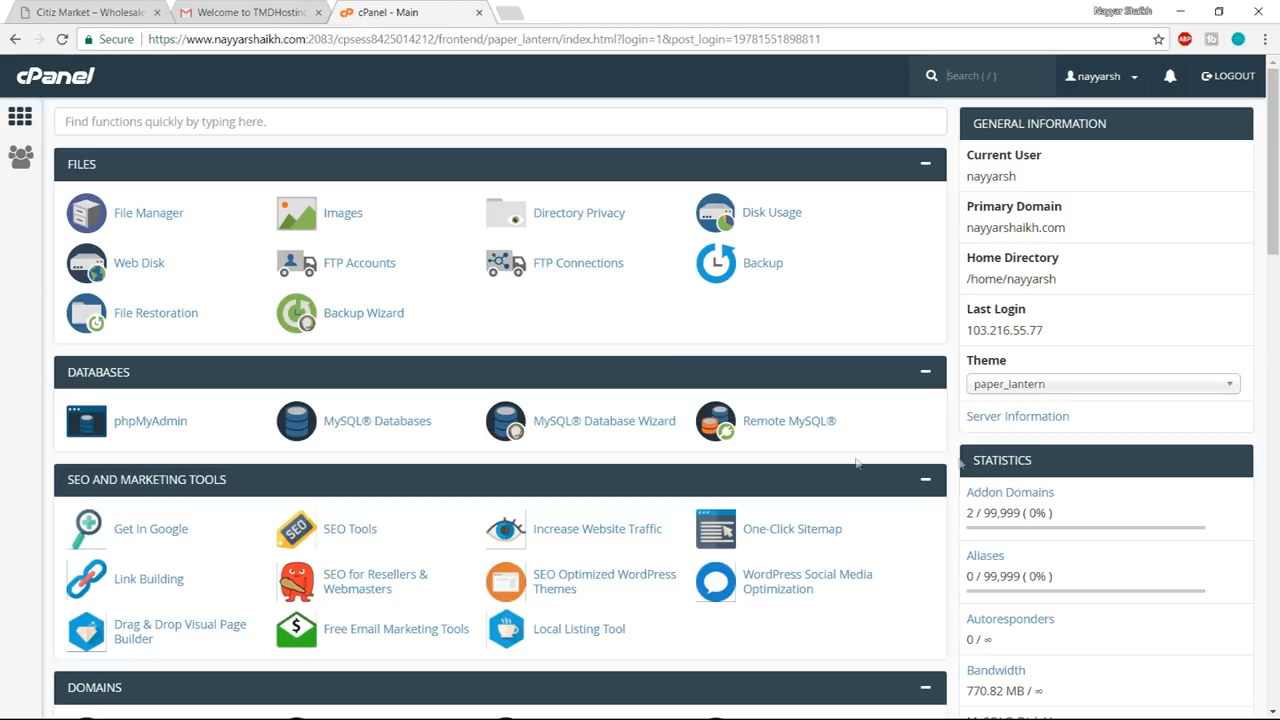 Citiz Market – Wholesale
Welcome to TMDHosting
cPanel - Main
Nayyar Shaikh
Secure
https://www.nayyarshaikh.com:2083/cpsess8425014212/frontend/paper_lantern/index.html?login=1&post_login=19781551898811
ABP
cPanel
Search ( / )
nayyarsh
LOGOUT
Find functions quickly by typing here.
FILES
File Manager
Images
Directory Privacy
Disk Usage
Web Disk
FTP Accounts
FTP Connections
Backup
File Restoration
Backup Wizard
DATABASES
phpMyAdmin
MySQL® Databases
MySQL® Database Wizard
Remote MySQL®
SEO AND MARKETING TOOLS
Get In Google
SEO
SEO Tools
Increase Website Traffic
One-Click Sitemap
Link Building
SEO for Resellers &
Webmasters
SEO Optimized WordPress
Themes
WordPress Social Media
Optimization
Drag & Drop Visual Page
Builder
$
Free Email Marketing Tools
Local Listing Tool
DOMAINS
GENERAL INFORMATION
Current User
nayyarsh
Primary Domain
nayyarshaikh.com
Home Directory
/home/nayyarsh
Last Login
103.216.55.77
Theme
paper_lantern
Server Information
STATISTICS
Addon Domains
2 / 99,999 ( 0% )
Aliases
0 / 99,999 ( 0% )
Autoresponders
0 / ∞
Bandwidth
770.82 MB / ∞